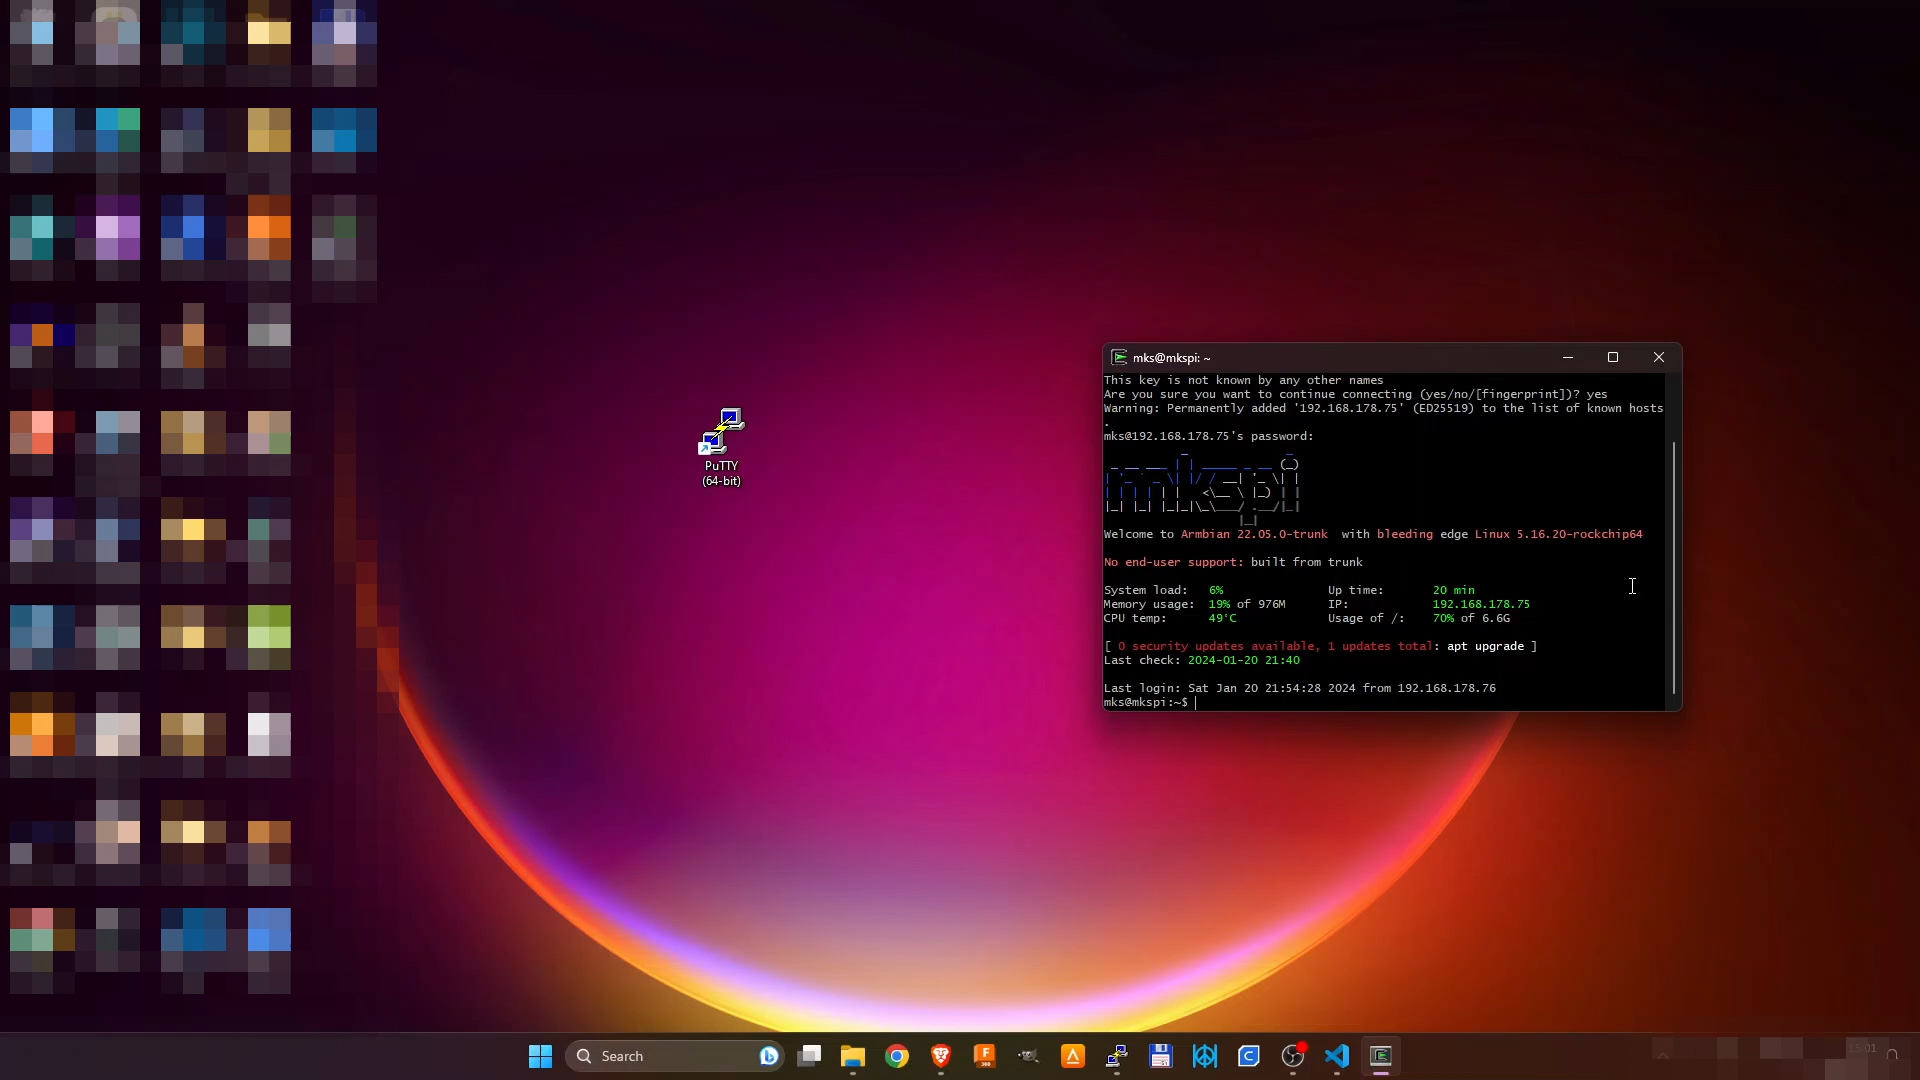 mks@mkspi: ~
This key is not known by any other names
Are you sure you want to continue connecting (yes/no/[fingerprint])? yes
Warning: Permanently added '192.168.178.75' (ED25519) to the list of known hosts
.
mks@192.168.178.75's password:
mkspi
Welcome to Armbian 22.05.0-trunk with bleeding edge Linux 5.16.20-rockchip64
No end-user support: built from trunk
System load: 6% Up time: 20 min
Memory usage: 19% of 976M IP: 192.168.178.75
CPU temp: 49°C Usage of /: 70% of 6.6G
[ 0 security updates available, 1 updates total: apt upgrade ]
Last check: 2024-01-20 21:40
Last login: Sat Jan 20 21:54:28 2024 from 192.168.178.76
mks@mkspi:~$
PuTTY
(64-bit)
Search
15:01